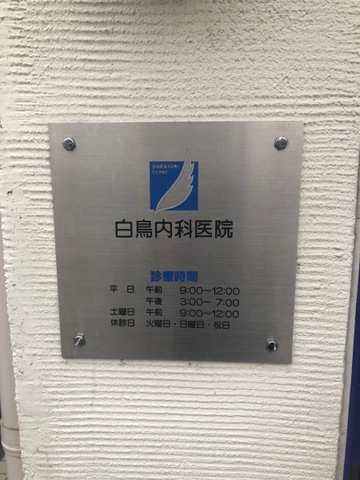 SHIRATORI
CLINIC
白鳥内科医院
診療時間
平 日 午前 9:00〜12:00
午後 3:00〜 7:00
土曜日 午前 9:00〜12:00
休診日 火曜日・日曜日・祝日